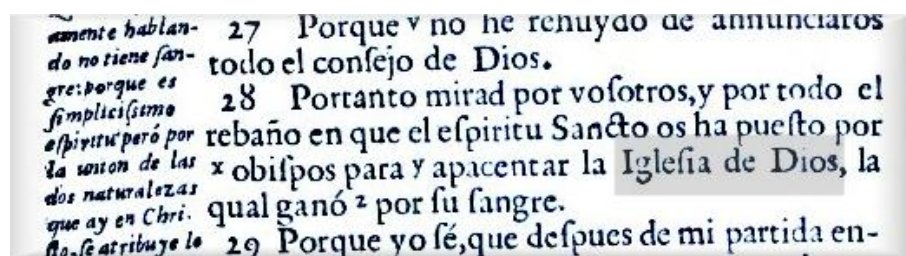 amente hablan-
do no tiene ſan-
gre: porque es
ſimpliciſsimo
eſpiritu: peró por
la union de las
dos naturalezas
que ay en Chri-
ſto, ſe atribuye lo
27 Porque y no he rehuydo de annunciaros
todo el conſejo de Dios.
28 Portanto mirad por voſotros, y por todo el
rebaño en que el eſpiritu Sancto os ha pueſto por
x obiſpos para y apacentar la Igleſia de Dios, la
qual ganó z por ſu ſangre.
29 Porque yo ſé, que deſpues de mi partida en-